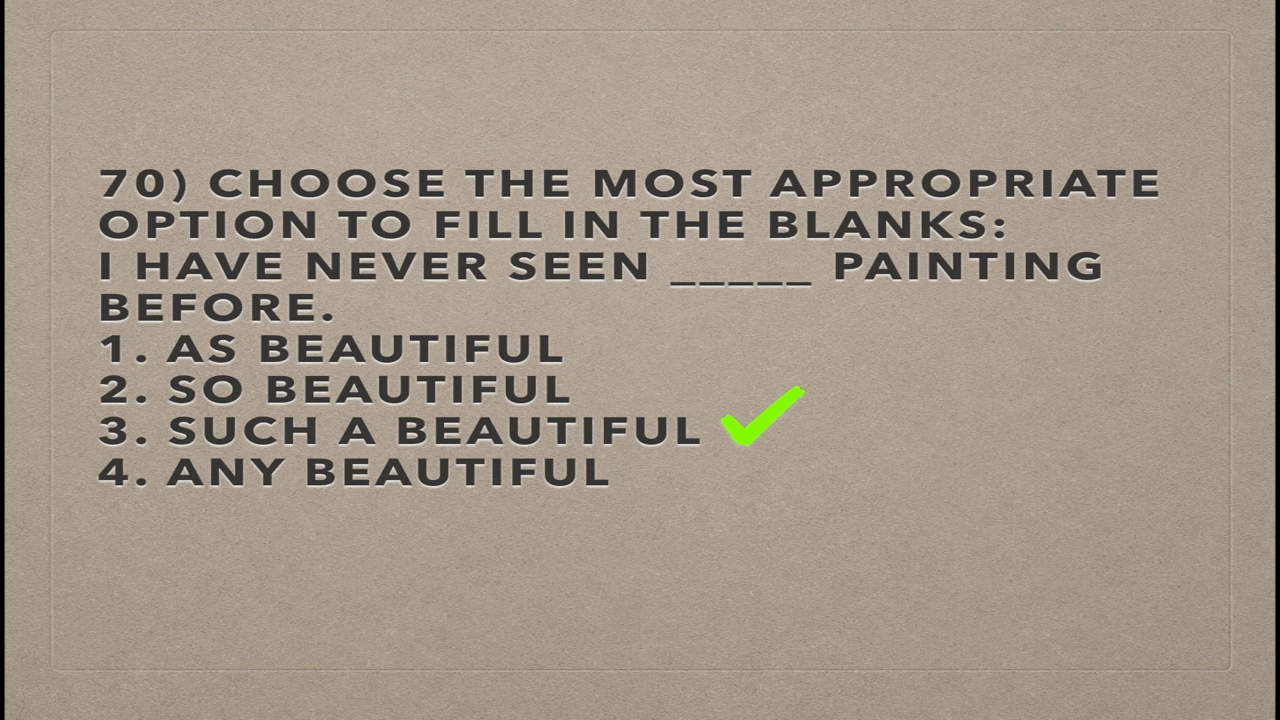 70) CHOOSE THE MOST APPROPRIATE
OPTION TO FILL IN THE BLANKS:
I HAVE NEVER SEEN _____ PAINTING
BEFORE.
1. AS BEAUTIFUL
2. SO BEAUTIFUL
3. SUCH A BEAUTIFUL
4. ANY BEAUTIFUL